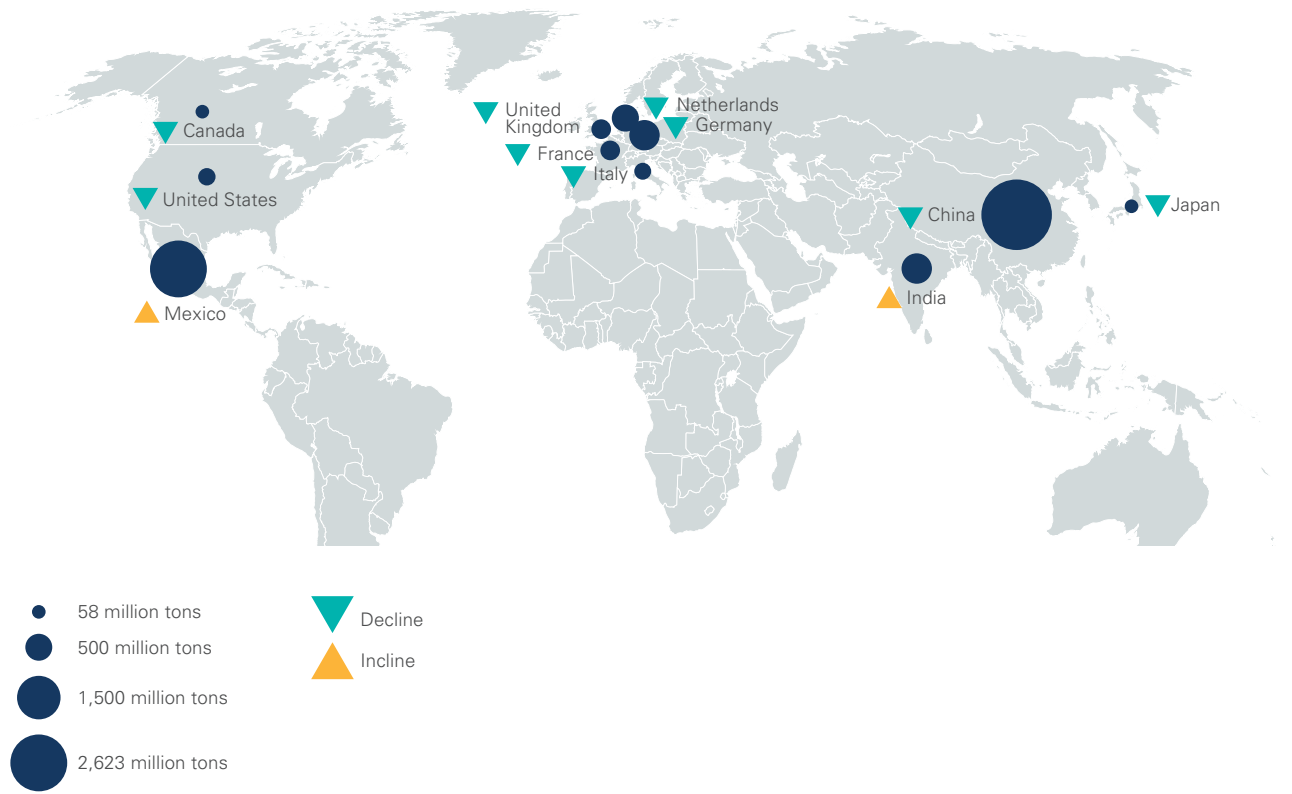 Canada
United States
Mexico
United
Kingdom
France
Italy
Netherlands
Germany
China
India
Japan
58 million tons
500 million tons
1,500 million tons
2,623 million tons
Decline
Incline